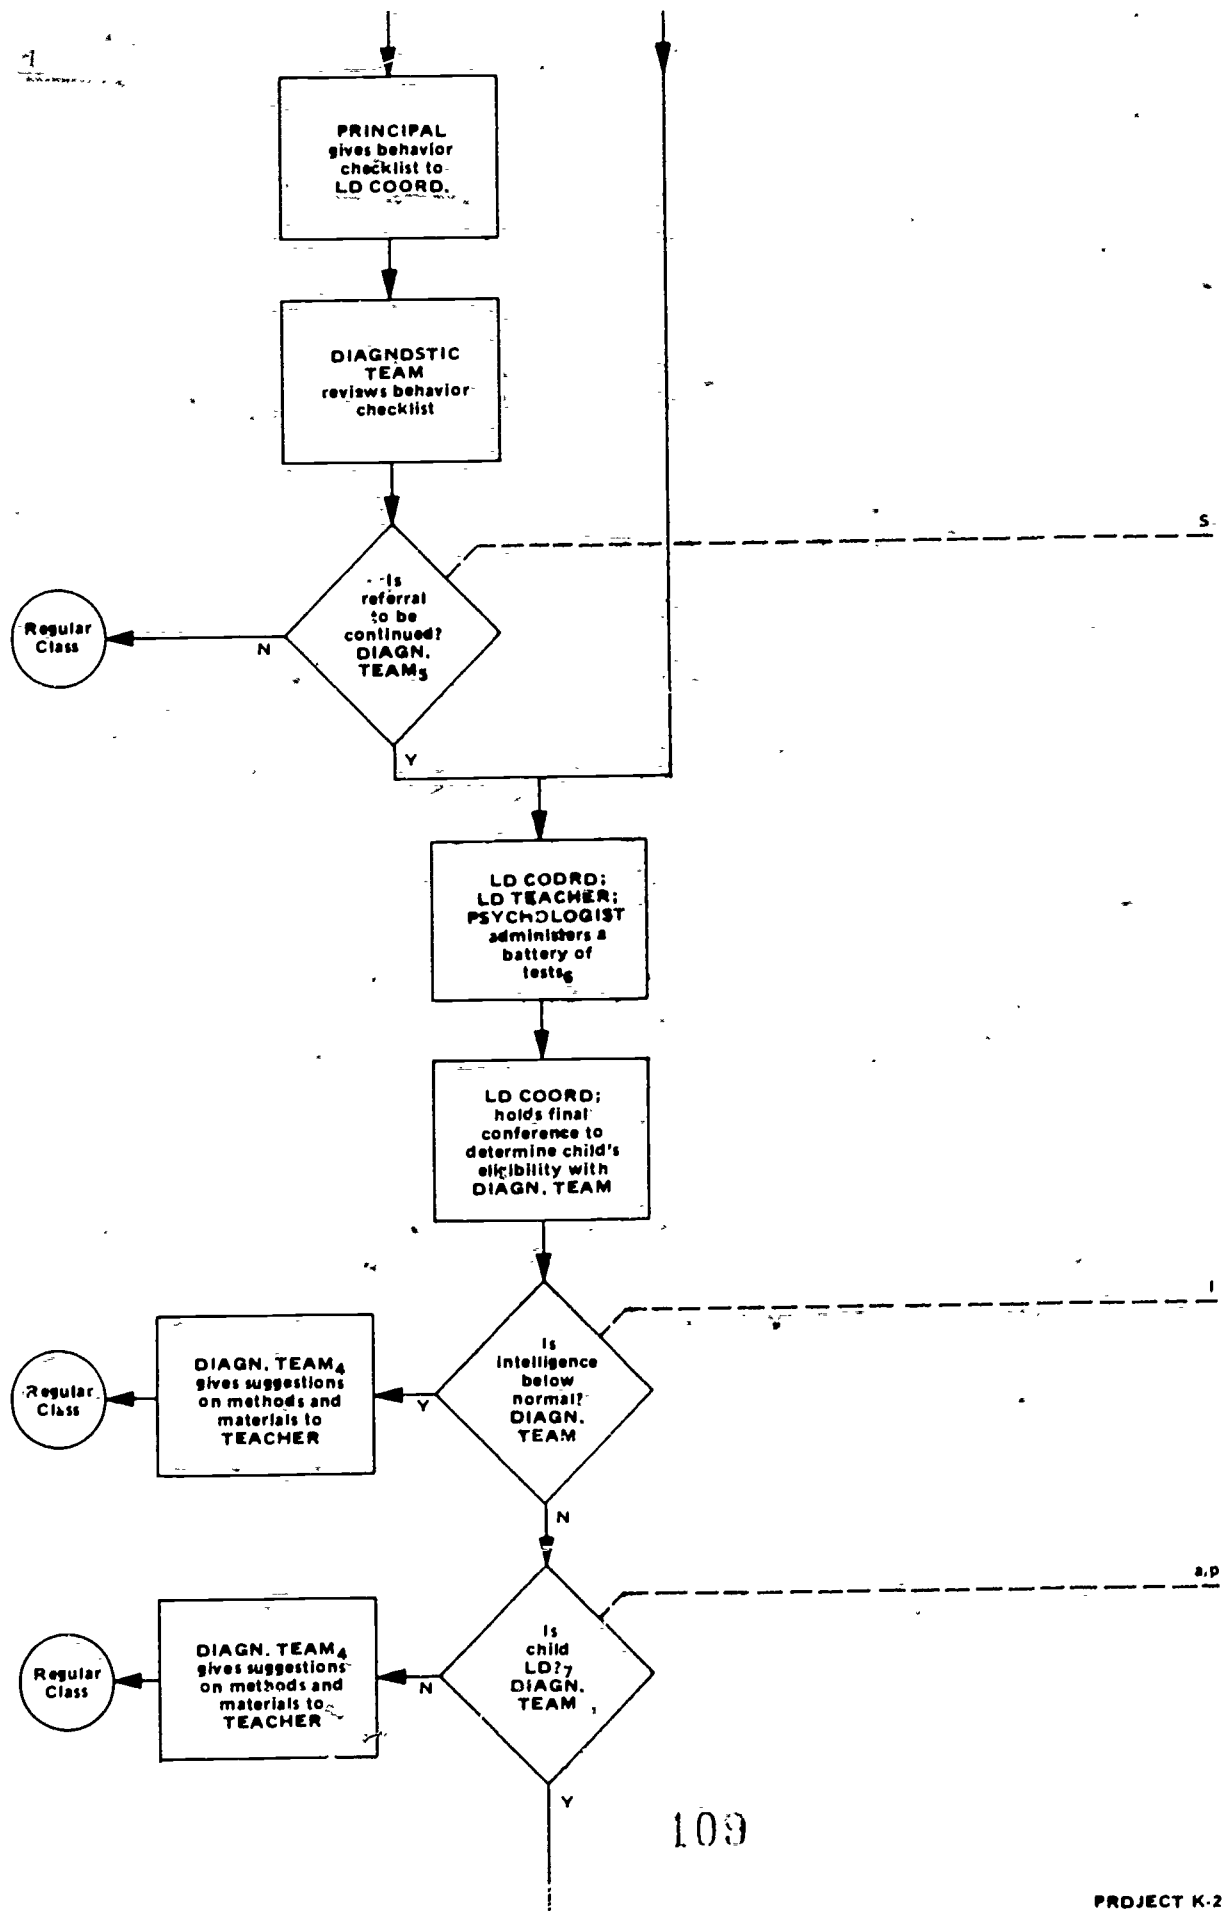 PRINCIPAL
gives behavior
checklist to
LD COORD.
DIAGNOSTIC
TEAM
reviews behavior
checklist
S
Is
referral
to be
continued?
DIAGN.
TEAM5
N
Regular
Class
Y
LD COORD;
LD TEACHER;
PSYCHOLOGIST
administers a
battery of
tests6
LD COORD;
holds final
conference to
determine child's
eligibility with
DIAGN. TEAM
I
Is
intelligence
below
normal?
DIAGN.
TEAM
Y
DIAGN. TEAM4
gives suggestions
on methods and
materials to
TEACHER
Regular
Class
N
a,p
Is
child
LD?7
DIAGN.
TEAM
N
DIAGN. TEAM4
gives suggestions
on methods and
materials to
TEACHER
Regular
Class
Y
109
PROJECT K-2